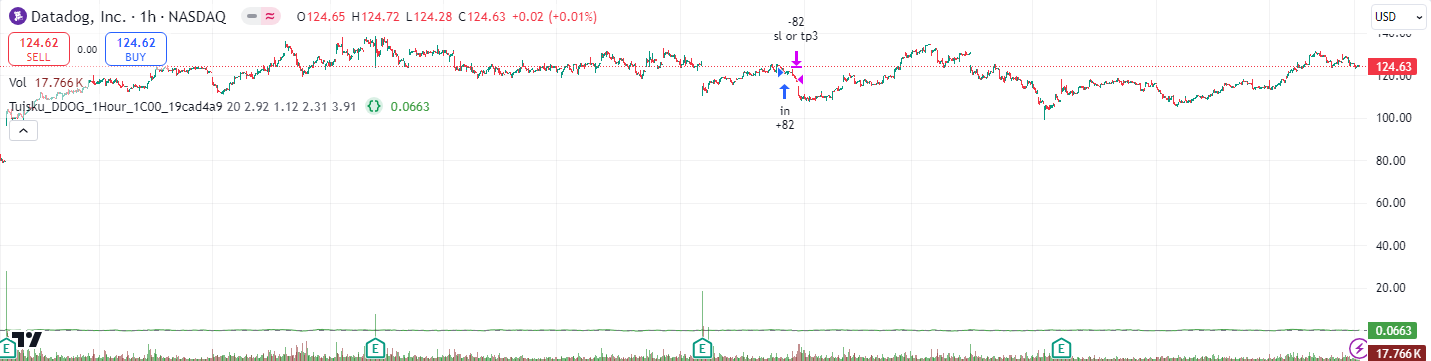 Datadog, Inc. · 1h · NASDAQ O124.65 H124.72 L124.28 C124.63 +0.02 (+0.01%)
USD
124.62 SELL
0.00
124.62 BUY
Vol 17.766 K
Tujsku_DDOG_1Hour_1C00_19cad4a9 20 2.92 1.12 2.31 3.91 {} 0.0663
-82
sl or tp3
in
+82
140.00
124.63
120.00
100.00
80.00
60.00
40.00
20.00
0.0663
17.766 K
E
E
E
E